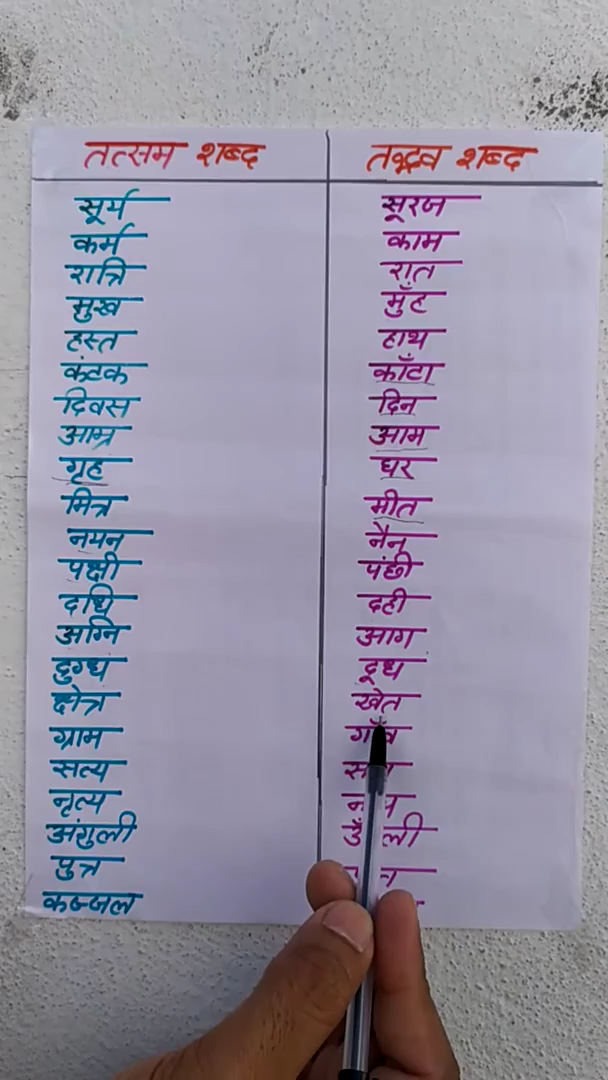 तत्सम शब्द तद्भव शब्द
सूर्य सूरज
कर्म काम
रात्रि रात
मुख मुँह
हस्त हाथ
कंटक काँटा
दिवस दिन
आम्र आम
गृह घर
मित्र मीत
नयन नैन
पक्षी पंछी
दधि दही
अग्नि आग
दुग्ध दूध
क्षेत्र खेत
ग्राम गाँव
सत्य
नृत्य
अंगुली
पुत्र
कज्जल